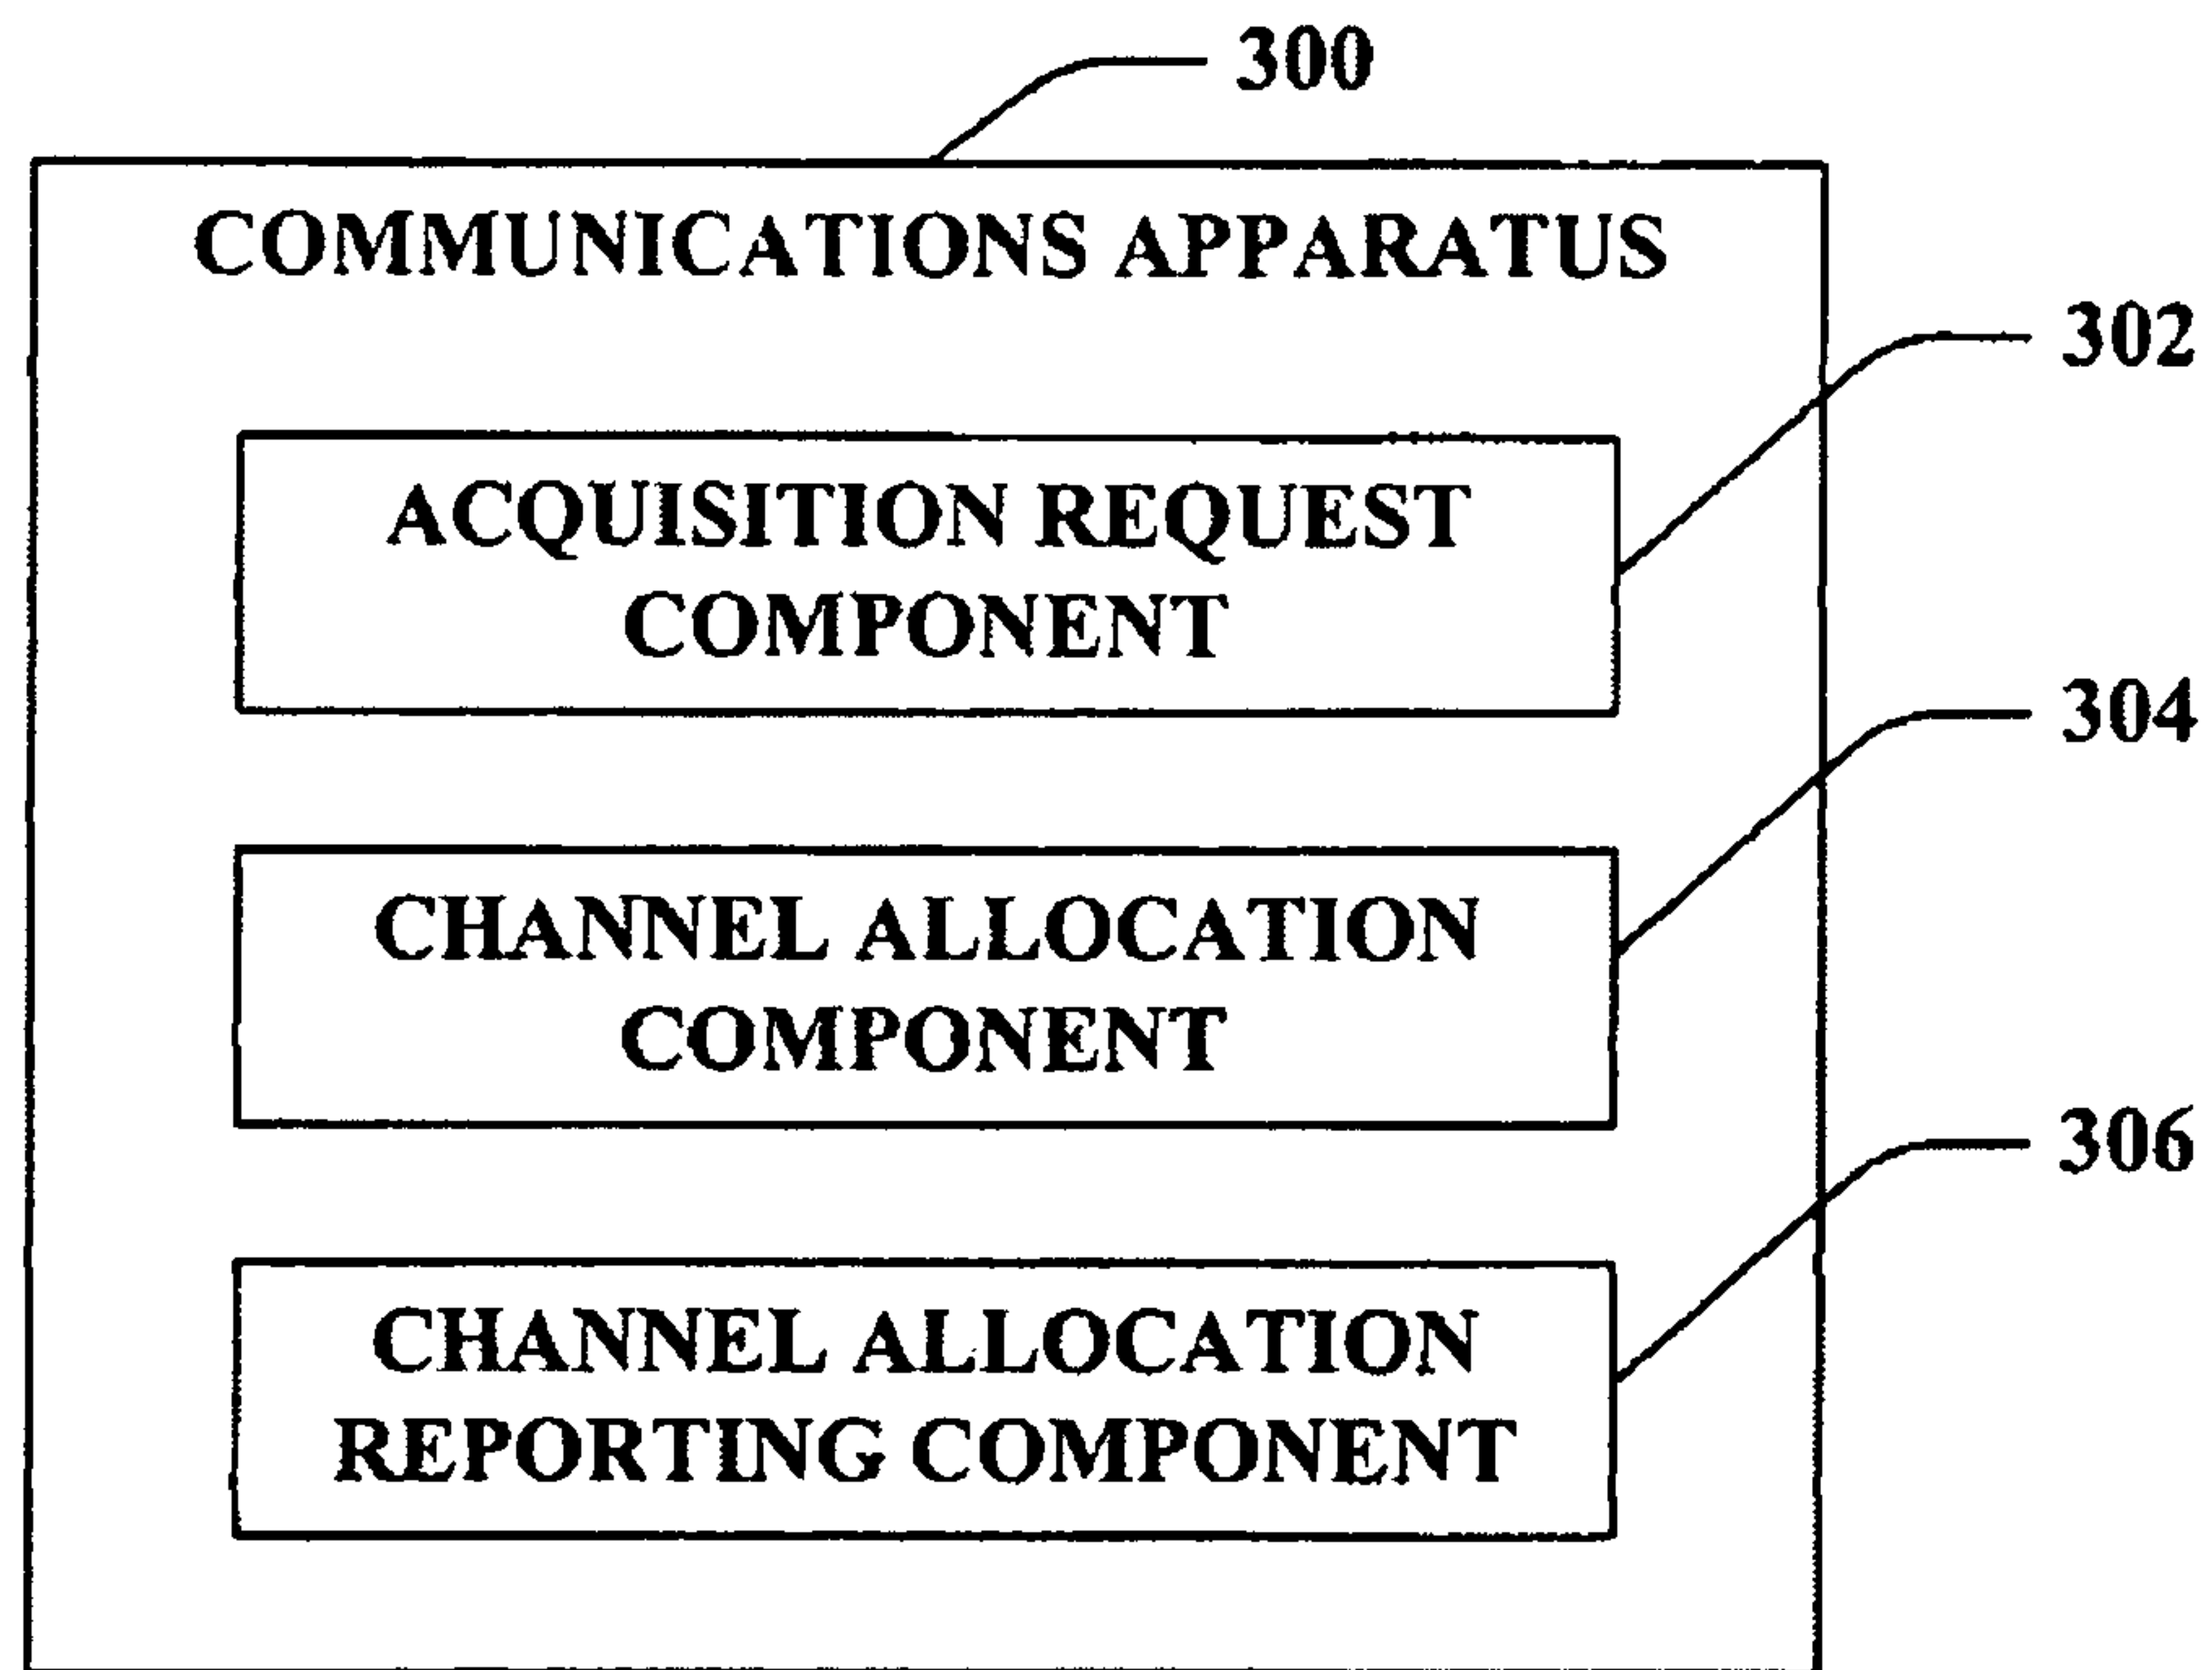 300
COMMUNICATIONS APPARATUS
302
ACQUISITION REQUEST
COMPONENT
304
CHANNEL ALLOCATION
COMPONENT
306
CHANNEL ALLOCATION
REPORTING COMPONENT